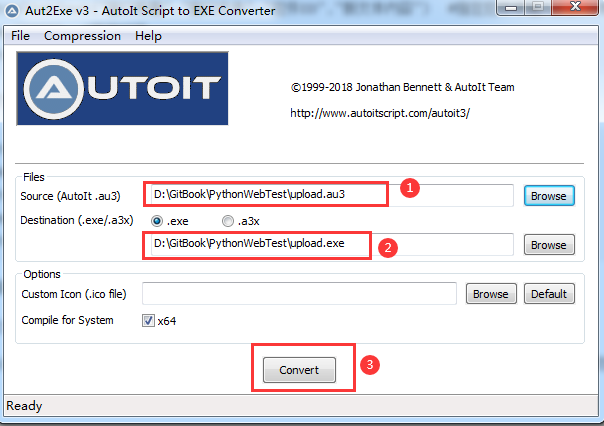 Aut2Exe v3 - AutoIt Script to EXE Converter
File Compression Help
AUTOIT
©1999-2018 Jonathan Bennett & AutoIt Team
http://www.autoitscript.com/autoit3/
Files
Source (AutoIt .au3) D:\GitBook\PythonWebTest\upload.au3 1 Browse
Destination (.exe/.a3x) .exe .a3x
D:\GitBook\PythonWebTest\upload.exe 2 Browse
Options
Custom Icon (.ico file) Browse Default
Compile for System x64
Convert 3
Ready